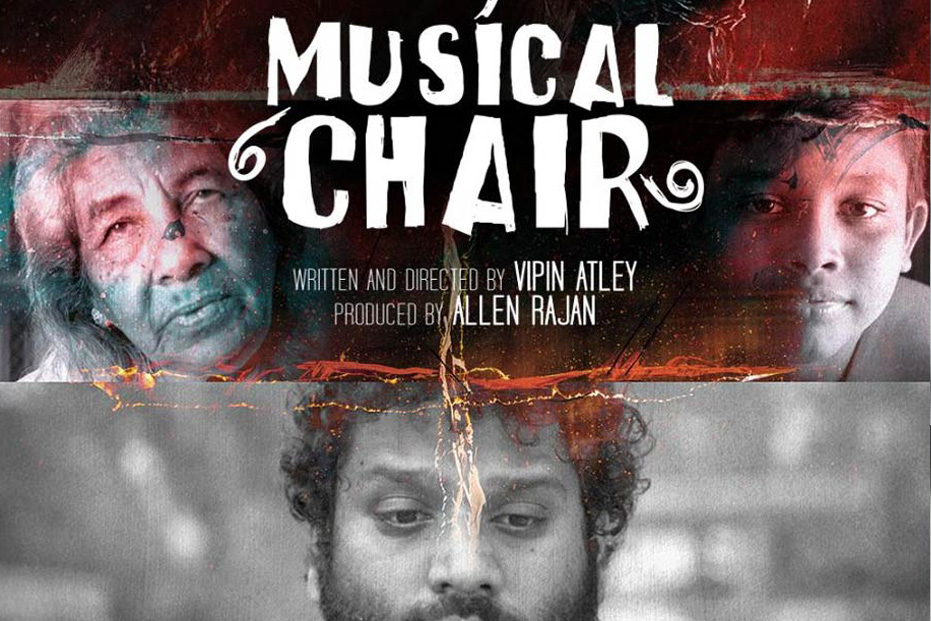 MUSICAL
CHAIR
WRITTEN AND DIRECTED BY VIPIN ATLEY
PRODUCED BY ALLEN RAJAN